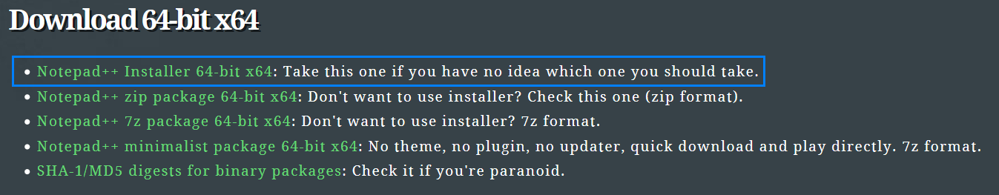 Download 64-bit x64
• Notepad++ Installer 64-bit x64: Take this one if you have no idea which one you should take.
• Notepad++ zip package 64-bit x64: Don't want to use installer? Check this one (zip format).
• Notepad++ 7z package 64-bit x64: Don't want to use installer? 7z format.
• Notepad++ minimalist package 64-bit x64: No theme, no plugin, no updater, quick download and play directly. 7z format.
• SHA-1/MD5 digests for binary packages: Check it if you're paranoid.